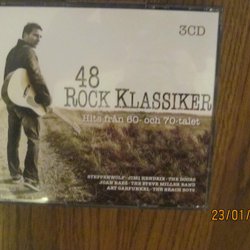 3CD
48
ROCK KLASSIKER
Hits från 60- och 70-talet
STEPPENWOLF · JIMI HENDRIX · THE DOORS
JOAN BAEZ · THE STEVE MILLER BAND
ART GARFUNKEL · THE BEACH BOYS
23/01/